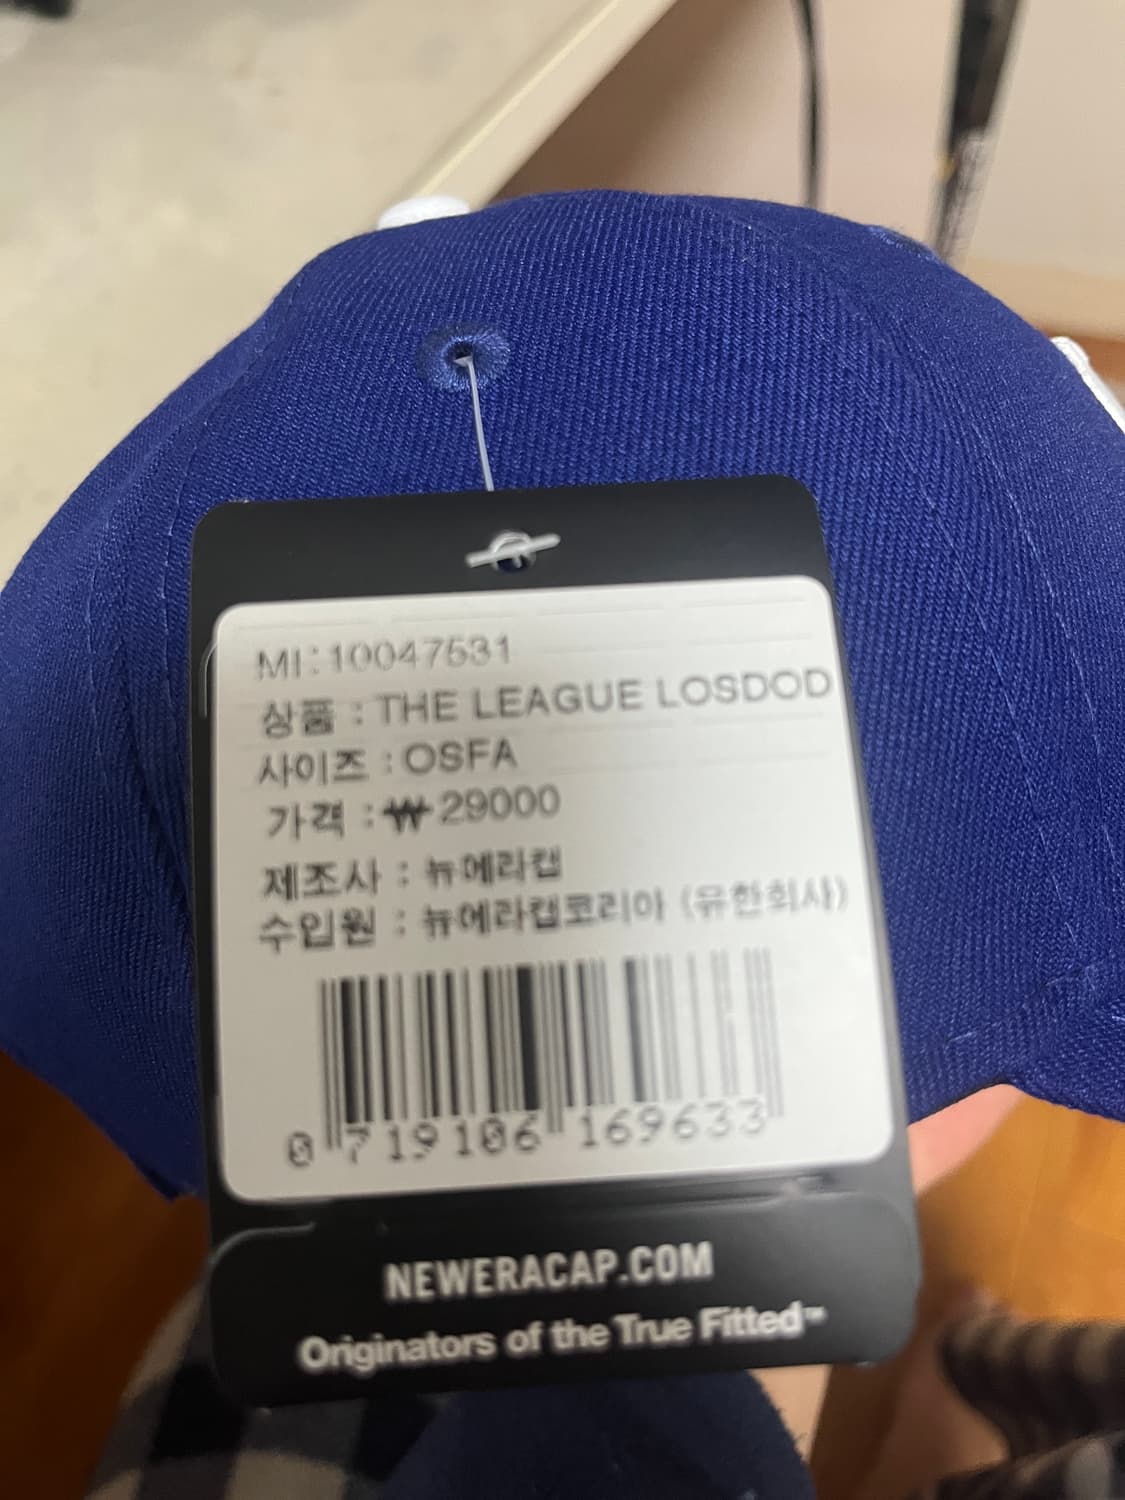 MI:10047531
상품 : THE LEAGUE LOSDOD
사이즈 : OSFA
가격 : ₩ 29000
제조사 : 뉴에라캡
수입원 : 뉴에라캡코리아 (유한회사)
0 719106 169633
NEWERACAP.COM
Originators of the True Fitted™